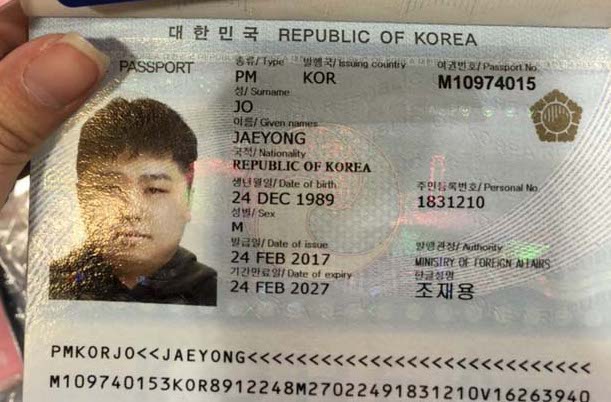 대한민국 REPUBLIC OF KOREA
PASSPORT
종류/Type 발행국/Issuing country 여권번호/Passport No.
PM KOR M10974015
성/Surname
JO
이름/Given names
JAEYONG
국적/Nationality
REPUBLIC OF KOREA
생년월일/Date of birth 주민등록번호/Personal No
24 DEC 1989 1831210
성별/Sex
M
발급일/Date of issue 발행관청/Authority
24 FEB 2017 MINISTRY OF FOREIGN AFFAIRS
기간만료일/Date of expiry 한글성명
24 FEB 2027 조재용
PMKORJO<<JAEYONG<<<<<<<<<<<<<<<<<<<<<<<<<<<<
M109740153KOR8912248M27022491831210V16263940